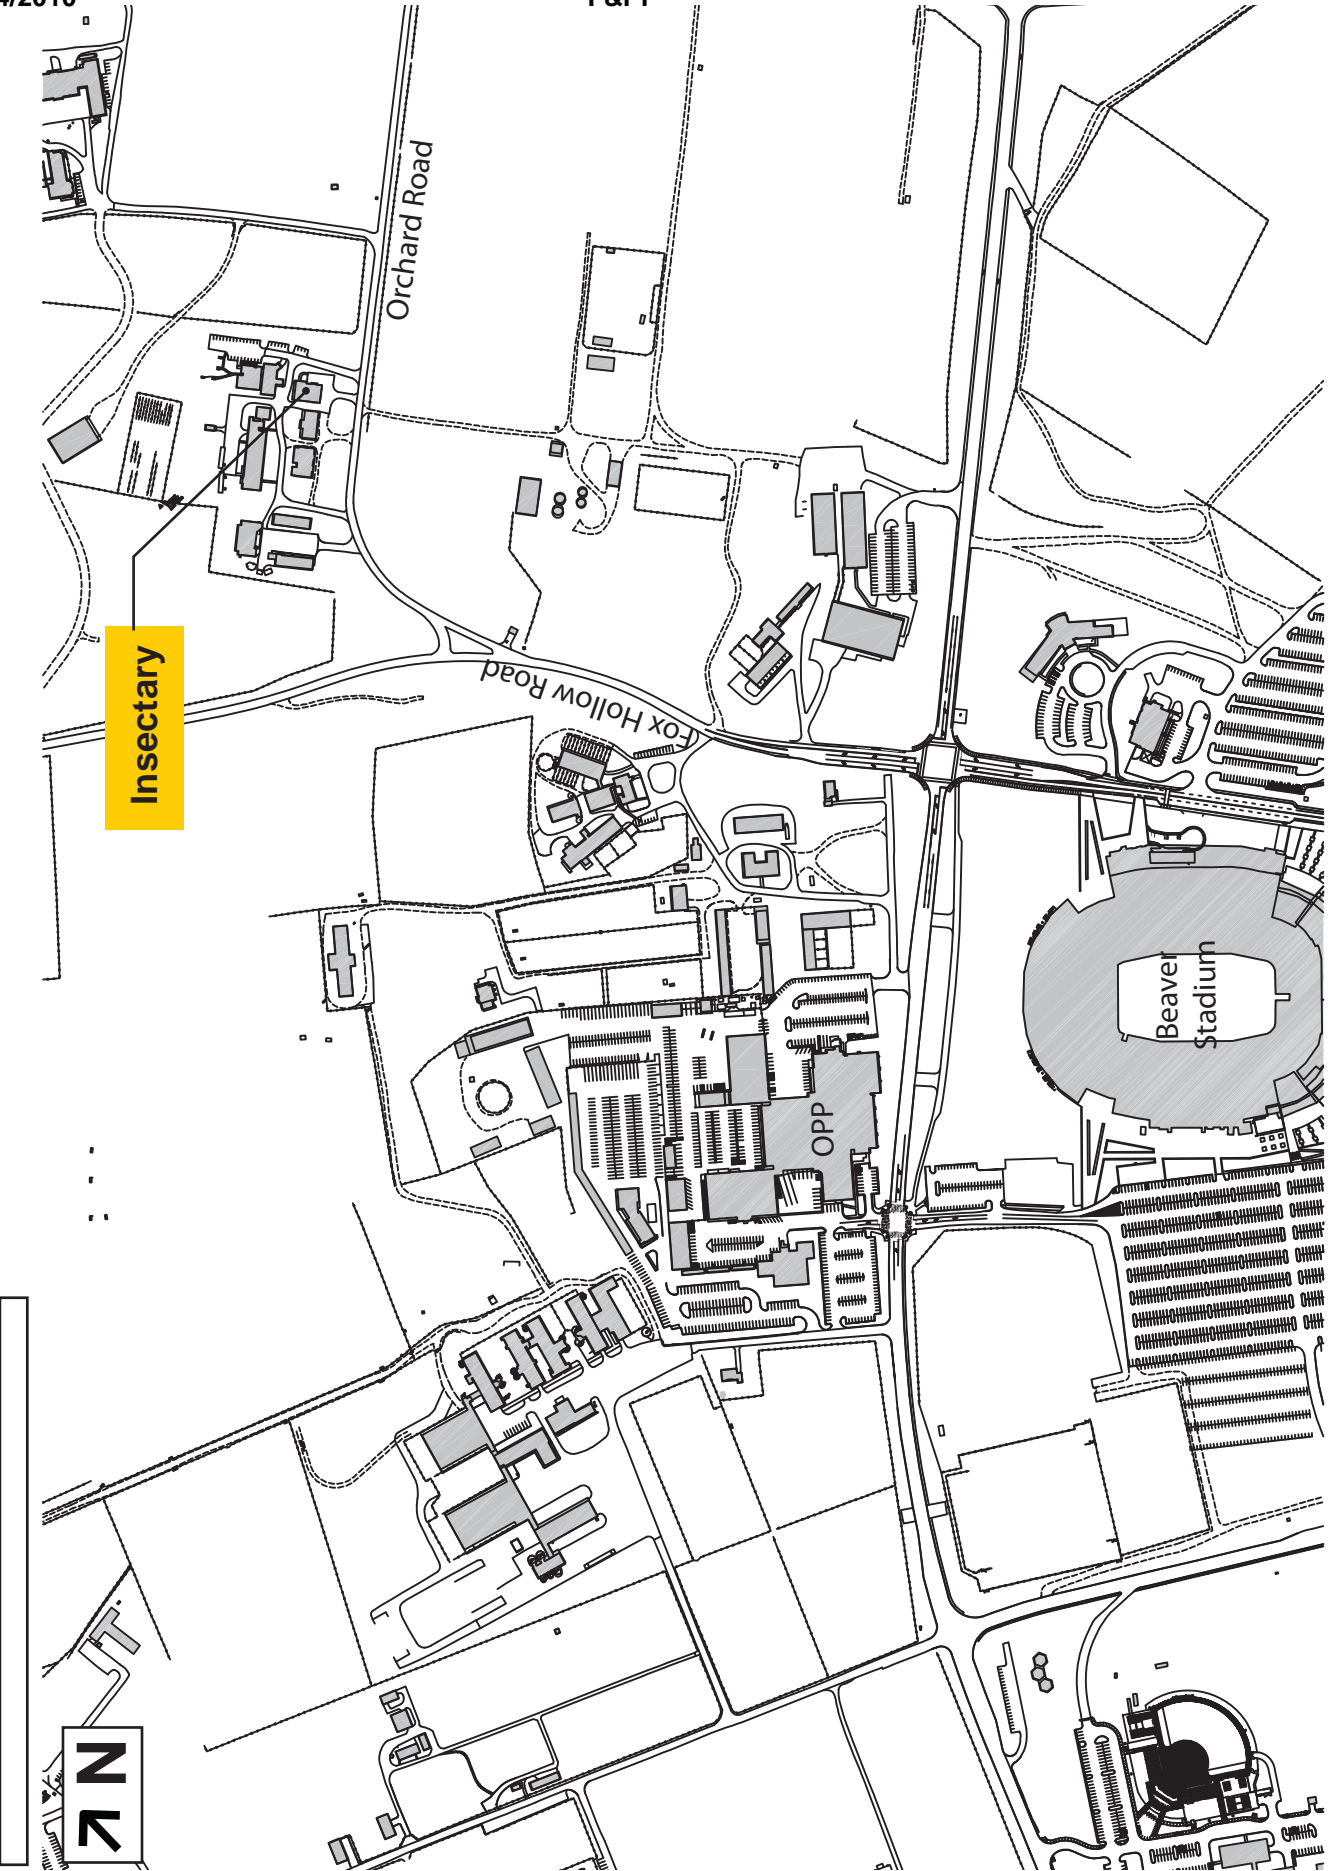 4/2016
Orchard Road
Insectary
Fox Hollow Road
Beaver
Stadium
OPP
N